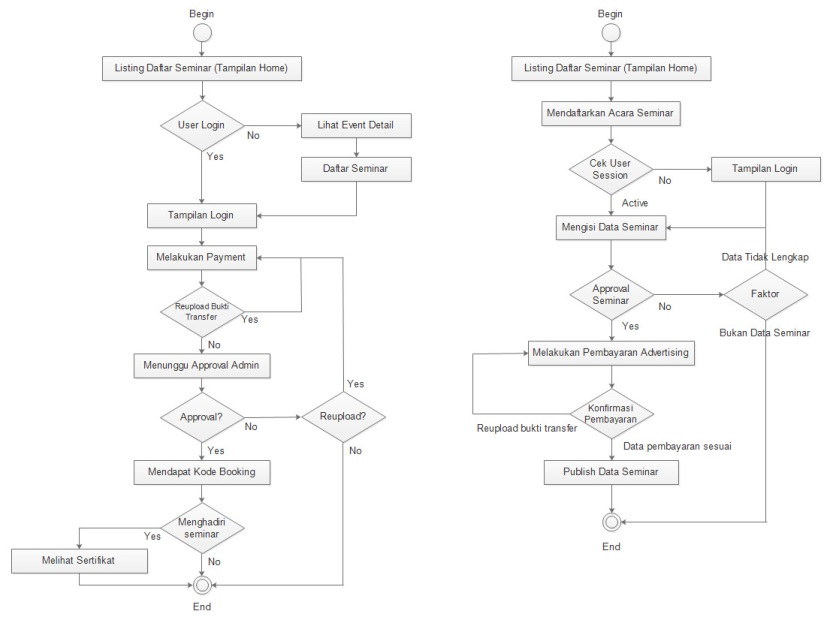 Begin
Listing Daftar Seminar (Tampilan Home)
User Login
No
Lihat Event Detail
Yes
Daftar Seminar
Tampilan Login
Melakukan Payment
Reupload Bukti
Transfer
Yes
No
Menunggu Approval Admin
Yes
Approval?
No
Reupload?
Yes
No
Mendapat Kode Booking
Menghadiri
seminar
Yes
Melihat Sertifikat
No
End
Begin
Listing Daftar Seminar (Tampilan Home)
Mendaftarkan Acara Seminar
Cek User
Session
No
Tampilan Login
Active
Mengisi Data Seminar
Data Tidak Lengkap
Approval
Seminar
No
Faktor
Yes
Bukan Data Seminar
Melakukan Pembayaran Advertising
Konfirmasi
Pembayaran
Reupload bukti transfer
Data pembayaran sesuai
Publish Data Seminar
End